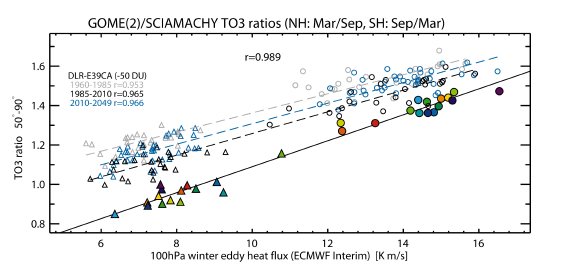 GOME(2)/SCIAMACHY TO3 ratios (NH: Mar/Sep, SH: Sep/Mar)
r=0.989
DLR-E39CA (-50 DU)
1960-1985 r=0.953
1985-2010 r=0.965
2010-2049 r=0.966
TO3 ratio 50°-90°
1.6
1.4
1.2
1.0
0.8
6 8 10 12 14 16
100hPa winter eddy heat flux (ECMWF Interim) [K m/s]